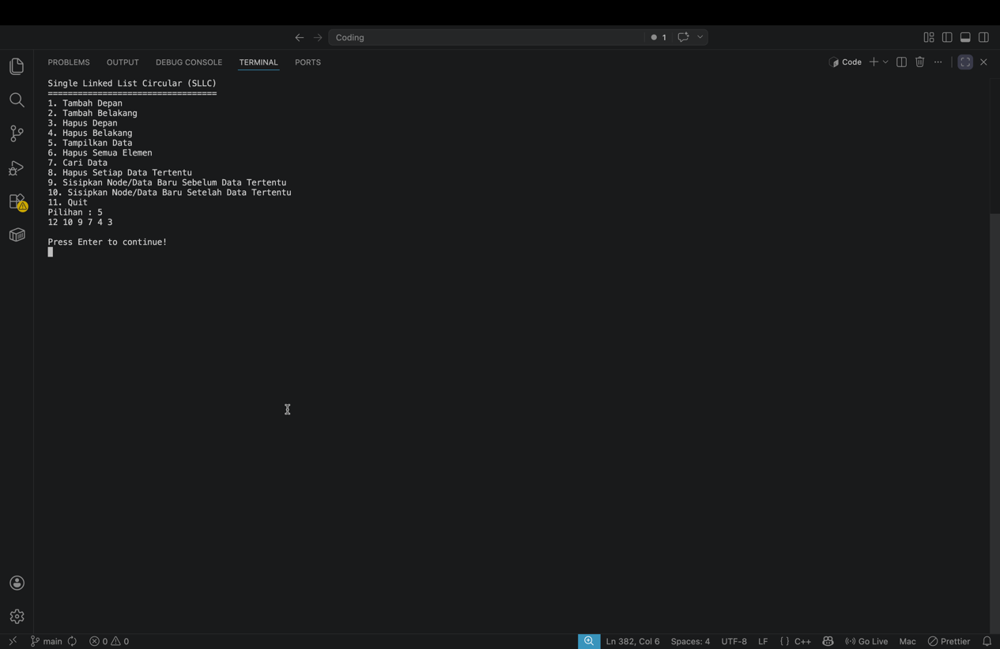 Coding
1
PROBLEMS OUTPUT DEBUG CONSOLE TERMINAL PORTS
Code
Single Linked List Circular (SLLC)
==================================
1. Tambah Depan
2. Tambah Belakang
3. Hapus Depan
4. Hapus Belakang
5. Tampilkan Data
6. Hapus Semua Elemen
7. Cari Data
8. Hapus Setiap Data Tertentu
9. Sisipkan Node/Data Baru Sebelum Data Tertentu
10. Sisipkan Node/Data Baru Setelah Data Tertentu
11. Quit
Pilihan : 5
12 10 9 7 4 3
Press Enter to continue!
main 0 0 Ln 382, Col 6 Spaces: 4 UTF-8 LF { } C++ Go Live Mac Prettier